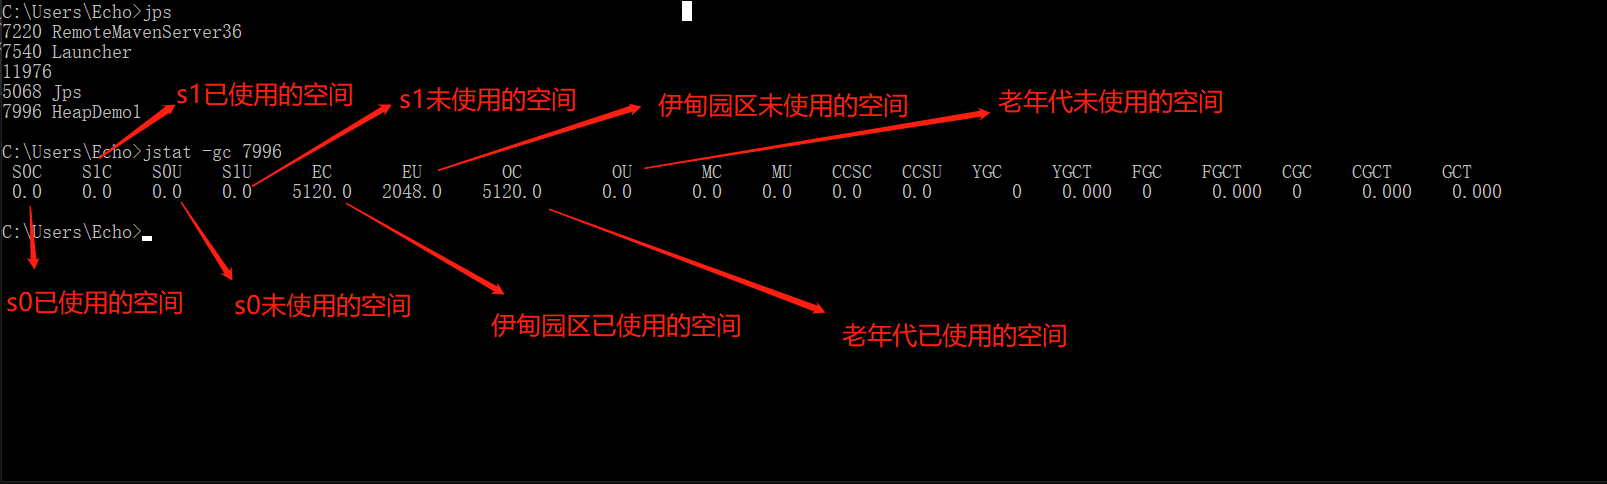 C:\Users\Echo>jps
7220 RemoteMavenServer36
7540 Launcher
11976
5068 Jps
7996 HeapDemo1
s1已使用的空间
s1未使用的空间
伊甸园区未使用的空间
老年代未使用的空间
C:\Users\Echo>jstat -gc 7996
S0C S1C S0U S1U EC EU OC OU MC MU CCSC CCSU YGC YGCT FGC FGCT CGC CGCT GCT
0.0 0.0 0.0 0.0 5120.0 2048.0 5120.0 0.0 0.0 0.0 0.0 0.0 0 0.000 0 0.000 0 0.000 0.000
C:\Users\Echo>
s0已使用的空间
s0未使用的空间
伊甸园区已使用的空间
老年代已使用的空间